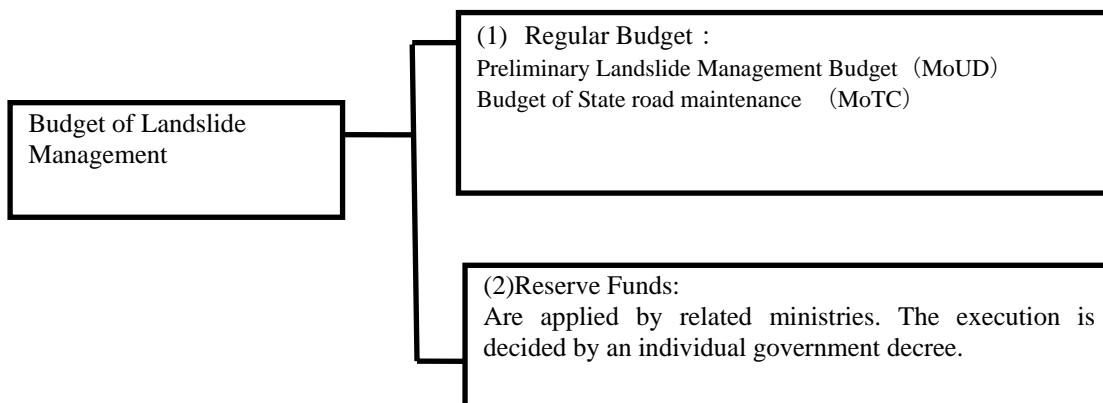 (1) Regular Budget：
Preliminary Landslide Management Budget（MoUD）
Budget of State road maintenance （MoTC）
Budget of Landslide
Management
(2)Reserve Funds:
Are applied by related ministries. The execution is
decided by an individual government decree.